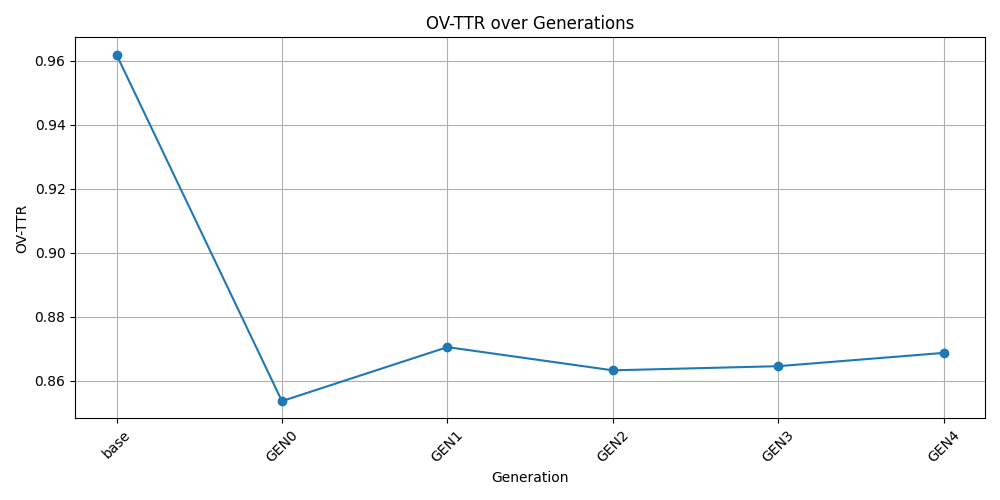 OV-TTR over Generations
0.96
0.94
0.92
0.90
0.88
0.86
OV-TTR
base
GEN0
GEN1
GEN2
GEN3
GEN4
Generation